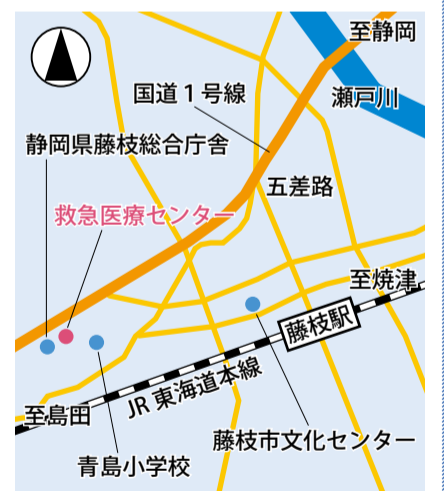 至静岡
国道1号線
瀬戸川
静岡県藤枝総合庁舎
五差路
救急医療センター
至焼津
藤枝駅
JR東海道本線
至島田
藤枝市文化センター
青島小学校